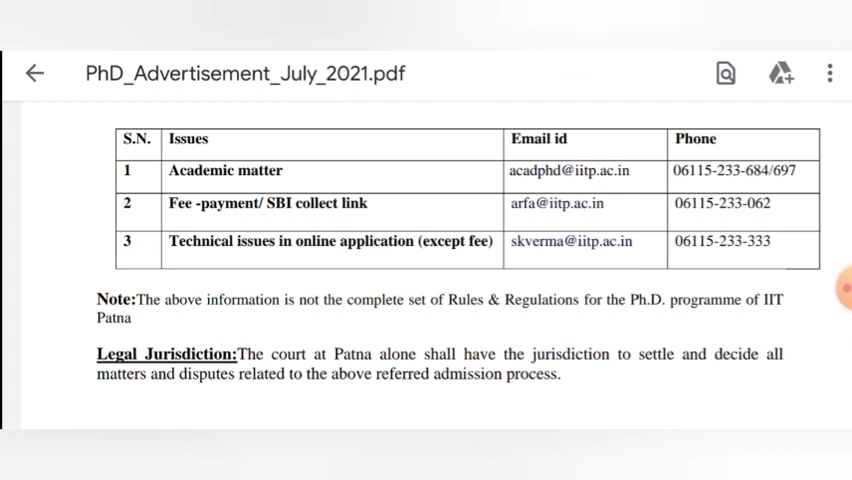 PhD_Advertisement_July_2021.pdf
S.N. Issues Email id Phone
1 Academic matter acadphd@iitp.ac.in 06115-233-684/697
2 Fee -payment/ SBI collect link arfa@iitp.ac.in 06115-233-062
3 Technical issues in online application (except fee) skverma@iitp.ac.in 06115-233-333
Note:The above information is not the complete set of Rules & Regulations for the Ph.D. programme of IIT
Patna
Legal Jurisdiction:The court at Patna alone shall have the jurisdiction to settle and decide all
matters and disputes related to the above referred admission process.